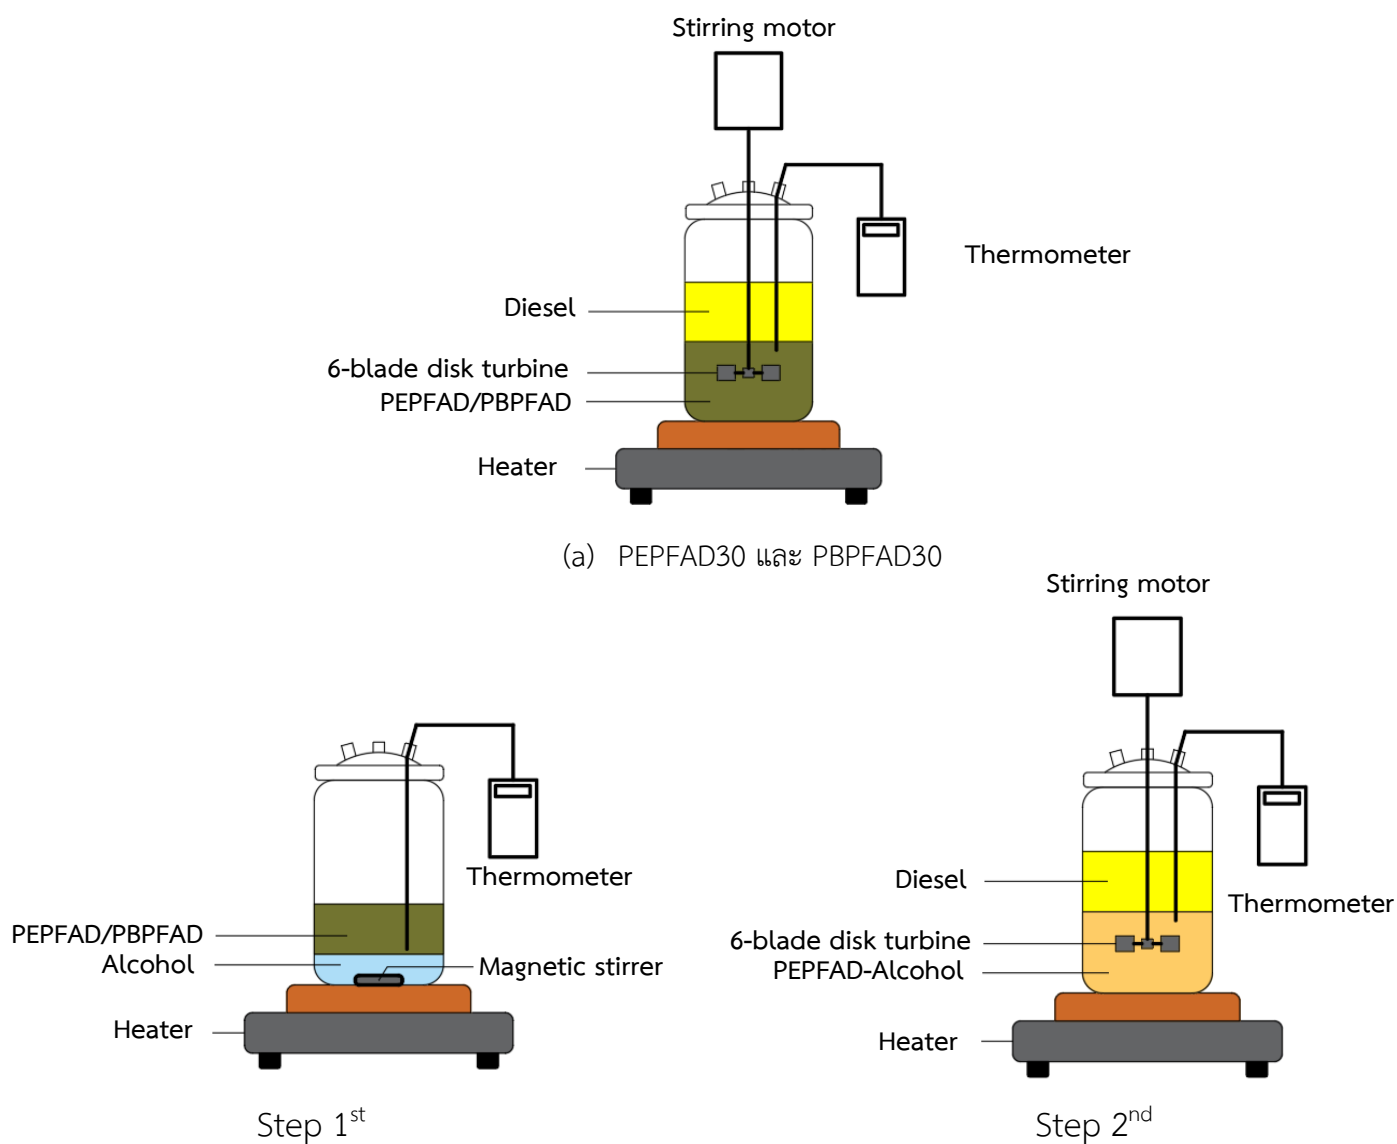 Stirring motor
Thermometer
Diesel
6-blade disk turbine
PEPFAD/PBPFAD
Heater
(a) PEPFAD30 และ PBPFAD30
Stirring motor
Thermometer
PEPFAD/PBPFAD
Alcohol
Magnetic stirrer
Heater
Diesel
Thermometer
6-blade disk turbine
PEPFAD-Alcohol
Heater
Step 1st
Step 2nd